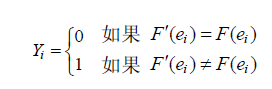 Y_i = { 0 如果 F'(e_i) = F(e_i)
1 如果 F'(e_i) ≠ F(e_i)